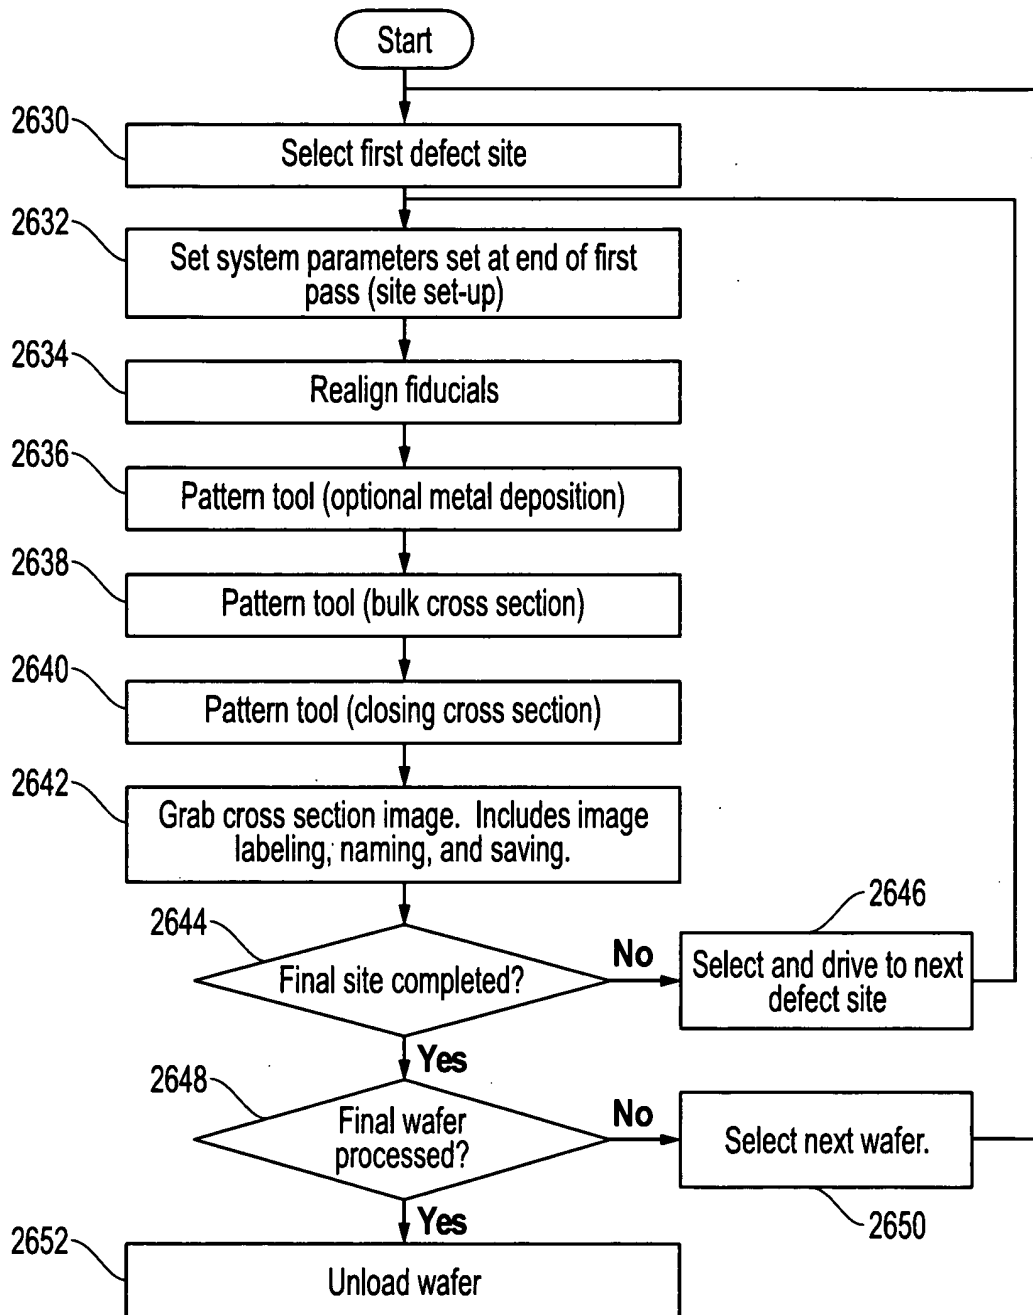 Start
2630
Select first defect site
2632
Set system parameters set at end of first
pass (site set-up)
2634
Realign fiducials
2636
Pattern tool (optional metal deposition)
2638
Pattern tool (bulk cross section)
2640
Pattern tool (closing cross section)
2642
Grab cross section image. Includes image
labeling, naming, and saving.
2644
Final site completed?
No
2646
Select and drive to next
defect site
Yes
2648
Final wafer
processed?
No
Select next wafer.
2650
Yes
2652
Unload wafer